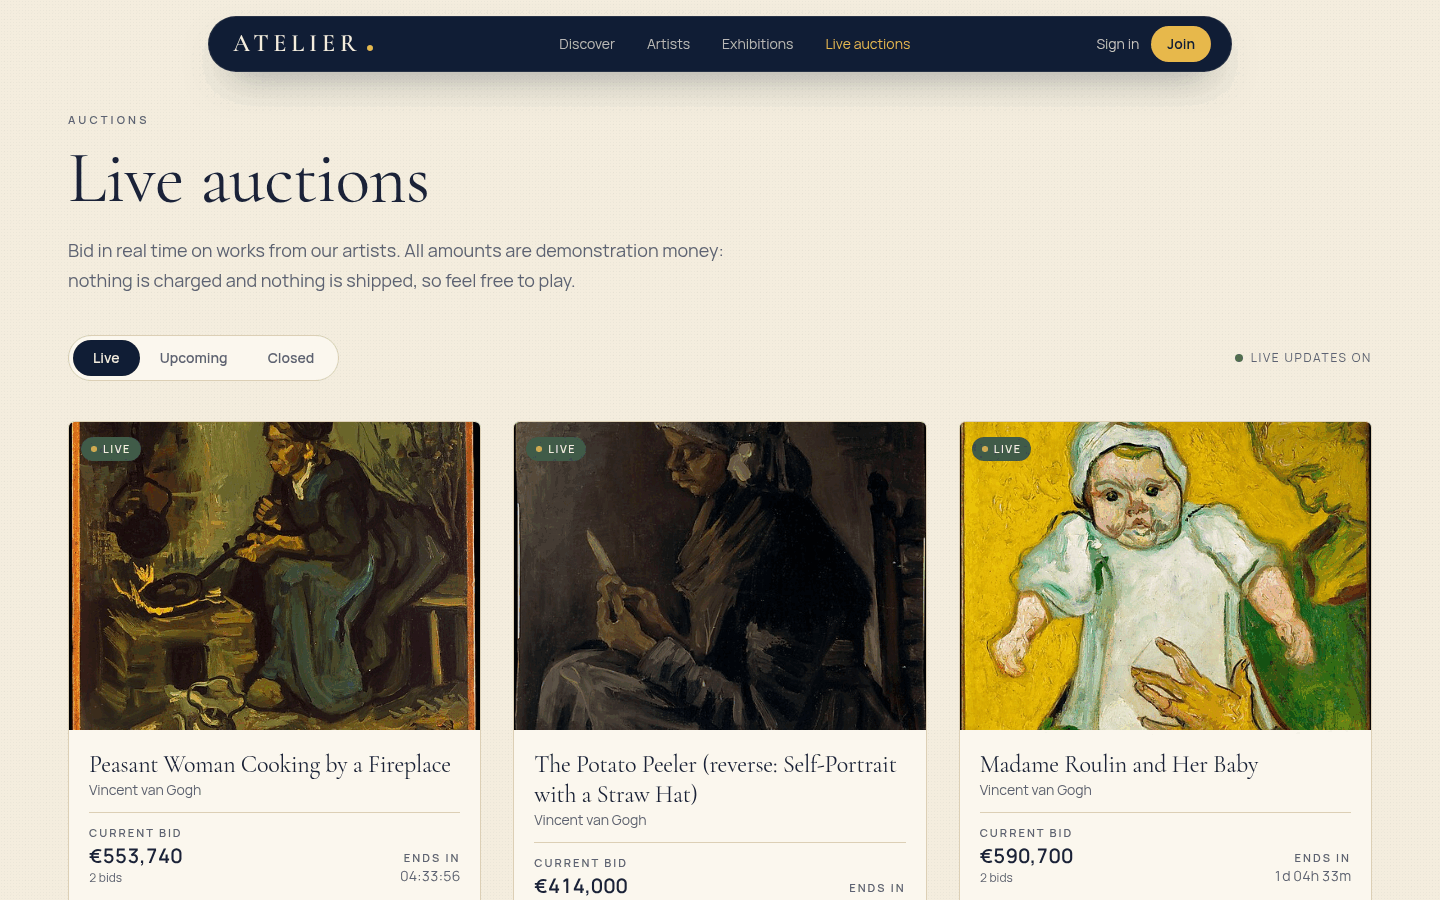 ATELIER.
Discover
Artists
Exhibitions
Live auctions
Sign in
Join
AUCTIONS
Live auctions
Bid in real time on works from our artists. All amounts are demonstration money:
nothing is charged and nothing is shipped, so feel free to play.
Live
Upcoming
Closed
LIVE UPDATES ON
LIVE
LIVE
LIVE
Peasant Woman Cooking by a Fireplace
Vincent van Gogh
CURRENT BID
€553,740
2 bids
ENDS IN
04:33:56
The Potato Peeler (reverse: Self-Portrait
with a Straw Hat)
Vincent van Gogh
CURRENT BID
€414,000
ENDS IN
Madame Roulin and Her Baby
Vincent van Gogh
CURRENT BID
€590,700
2 bids
ENDS IN
1d 04h 33m